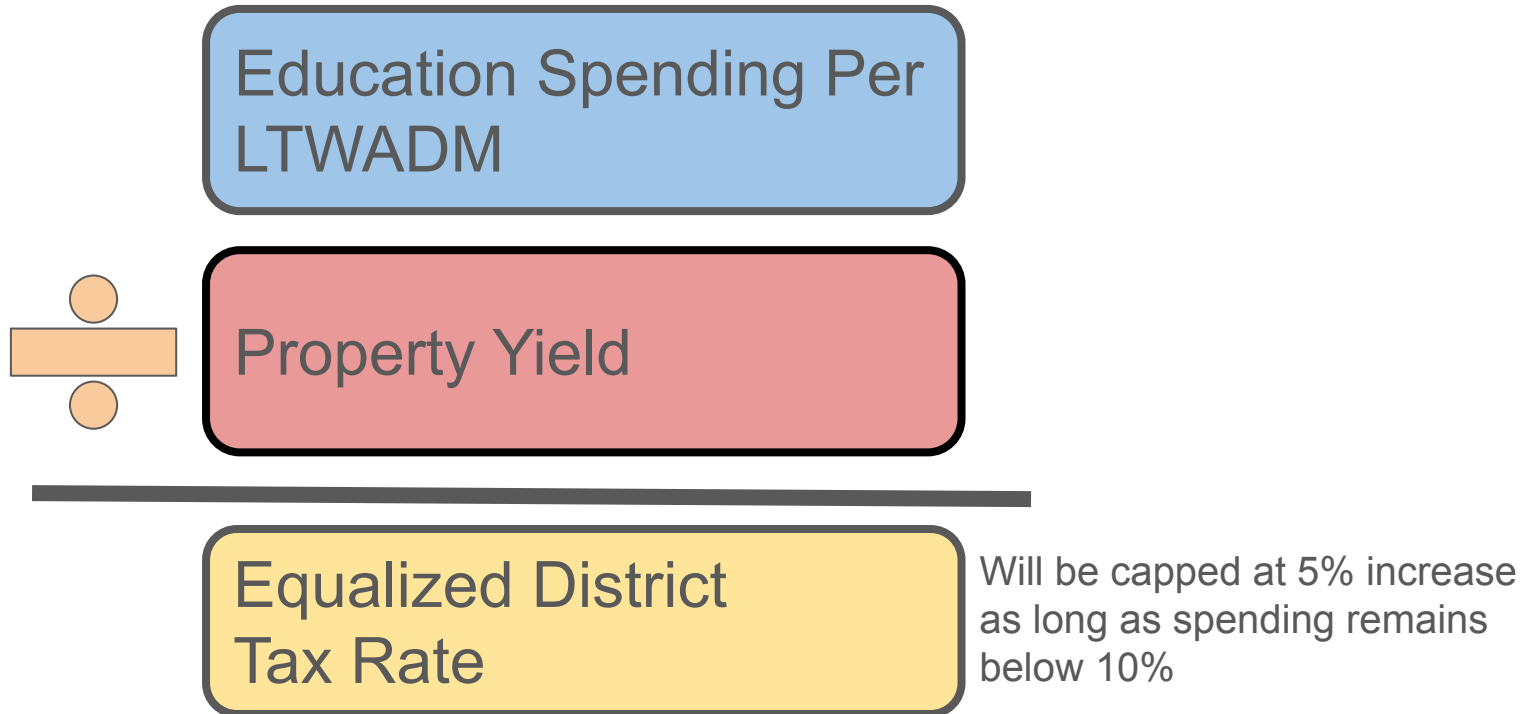 Education Spending Per
LTWADM
Property Yield
Equalized District
Tax Rate
Will be capped at 5% increase
as long as spending remains
below 10%